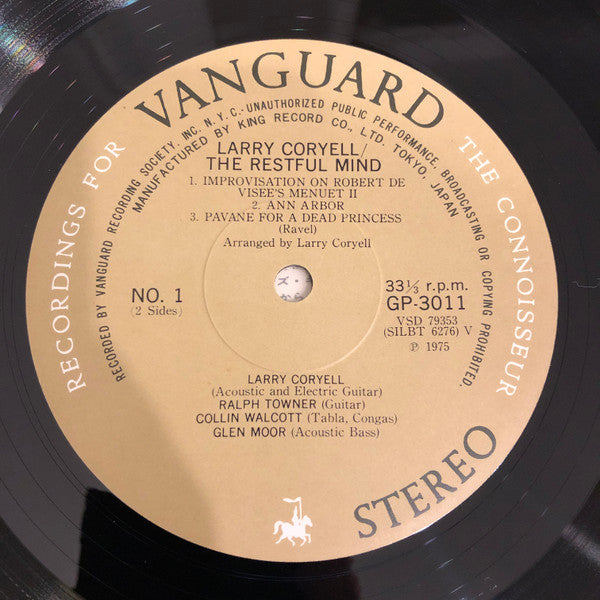 RECORDINGS FOR VANGUARD THE CONNOISSEUR
RECORDED BY VANGUARD RECORDING SOCIETY, INC. N.Y.C.·UNAUTHORIZED PUBLIC PERFORMANCE, BROADCASTING OR COPYING PROHIBITED.
MANUFACTURED BY KING RECORD CO., LTD. TOKYO, JAPAN
LARRY CORYELL/
THE RESTFUL MIND
1. IMPROVISATION ON ROBERT DE
VISEE'S MENUET II
2. ANN ARBOR
3. PAVANE FOR A DEAD PRINCESS
(Ravel)
Arranged by Larry Coryell
NO. 1
(2 Sides)
33⅓ r.p.m.
GP-3011
VSD 79353
(SILBT 6276) V
℗ 1975
LARRY CORYELL
(Acoustic and Electric Guitar)
RALPH TOWNER (Guitar)
COLLIN WALCOTT (Tabla, Congas)
GLEN MOOR (Acoustic Bass)
STEREO